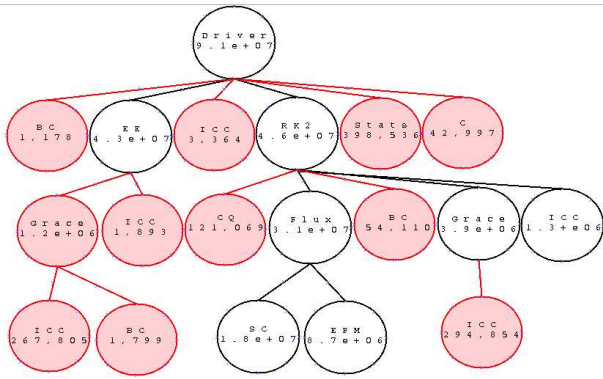 Driver
9.1e+07
BC
1,178
EE
4.3e+07
ICC
3,364
RK2
4.6e+07
State
398,536
C
42,997
Grace
1.2e+06
ICC
1,893
CQ
121,069
Flux
3.1e+07
BC
54,110
Grace
3.9e+06
ICC
1.3+e06
ICC
267,805
BC
1,799
SC
1.8e+07
EFM
8.7e+06
ICC
294,854